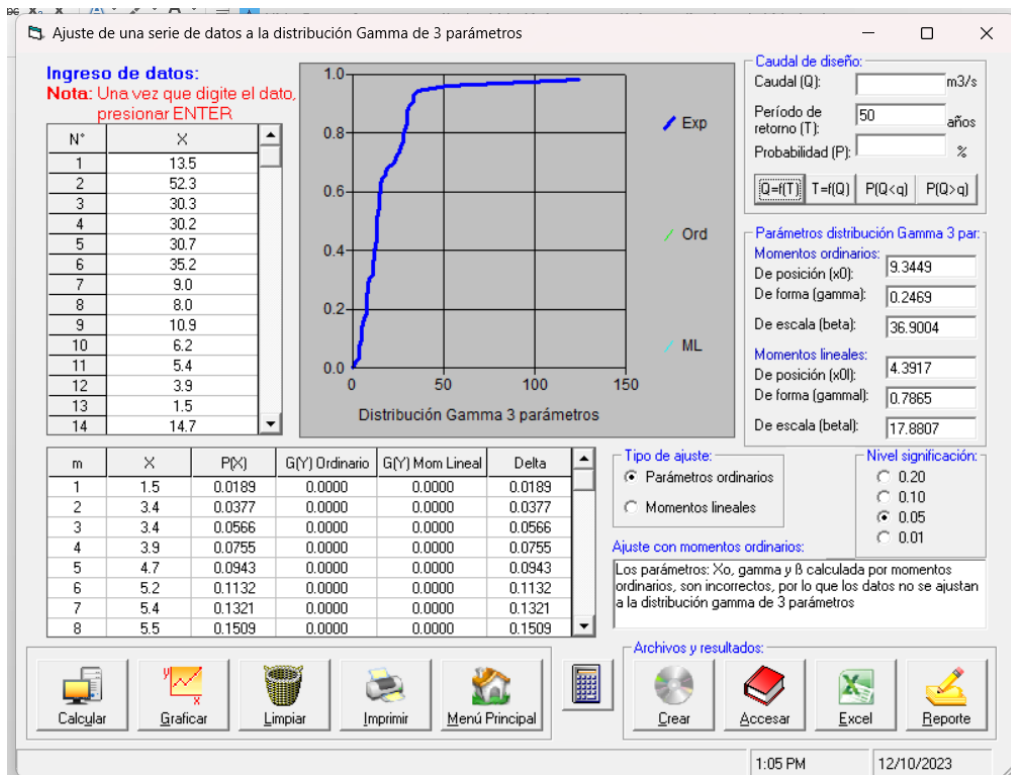 Ajuste de una serie de datos a la distribución Gamma de 3 parámetros
Ingreso de datos:
Nota: Una vez que digite el dato,
presionar ENTER
N° X
1 13.5
2 52.3
3 30.3
4 30.2
5 30.7
6 35.2
7 9.0
8 8.0
9 10.9
10 6.2
11 5.4
12 3.9
13 1.5
14 14.7
1.0
0.8
0.6
0.4
0.2
0.0
0 50 100 150
Distribución Gamma 3 parámetros
Exp
Ord
ML
Caudal de diseño:
Caudal (Q): m3/s
Período de
retorno (T): 50 años
Probabilidad (P): %
Q=f(T) T=f(Q) P(Q<q) P(Q>q)
Parámetros distribución Gamma 3 par:
Momentos ordinarios:
De posición (x0): 9.3449
De forma (gamma): 0.2469
De escala (beta): 36.9004
Momentos lineales:
De posición (x0l): 4.3917
De forma (gammal): 0.7865
De escala (betal): 17.8807
m X P(X) G(Y) Ordinario G(Y) Mom Lineal Delta
1 1.5 0.0189 0.0000 0.0000 0.0189
2 3.4 0.0377 0.0000 0.0000 0.0377
3 3.4 0.0566 0.0000 0.0000 0.0566
4 3.9 0.0755 0.0000 0.0000 0.0755
5 4.7 0.0943 0.0000 0.0000 0.0943
6 5.2 0.1132 0.0000 0.0000 0.1132
7 5.4 0.1321 0.0000 0.0000 0.1321
8 5.5 0.1509 0.0000 0.0000 0.1509
Tipo de ajuste:
Parámetros ordinarios
Momentos lineales
Nivel significación:
0.20
0.10
0.05
0.01
Ajuste con momentos ordinarios:
Los parámetros: Xo, gamma y ß calculada por momentos
ordinarios, son incorrectos, por lo que los datos no se ajustan
a la distribución gamma de 3 parámetros
Calcular
Graficar
Limpiar
Imprimir
Menú Principal
Archivos y resultados:
Crear
Accesar
Excel
Reporte
1:05 PM 12/10/2023